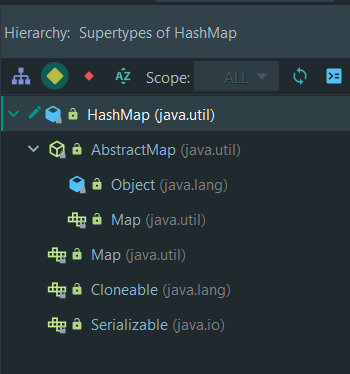 Hierarchy: Supertypes of HashMap
AZ Scope: ALL
HashMap (java.util)
AbstractMap (java.util)
Object (java.lang)
Map (java.util)
Map (java.util)
Cloneable (java.lang)
Serializable (java.io)